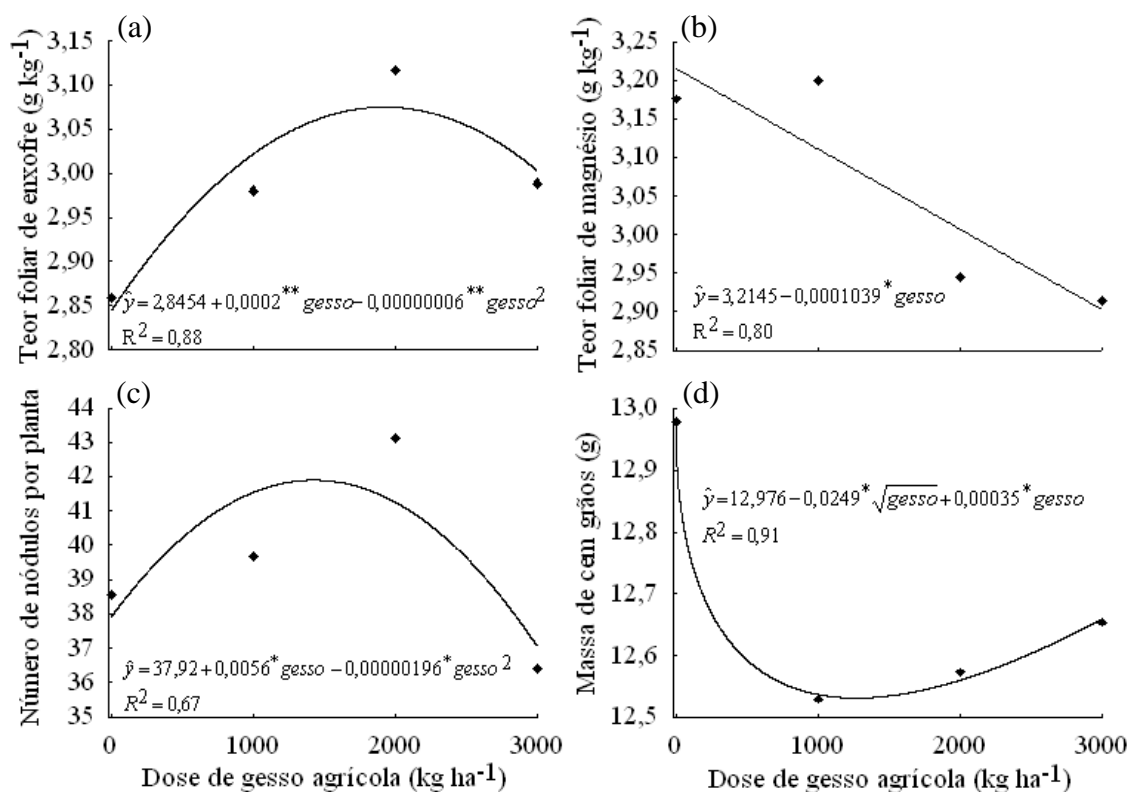 (a)
Teor foliar de enxofre (g kg-1)
3,15
3,10
3,05
3,00
2,95
2,90
2,85
2,80
ŷ = 2,8454 + 0,0002** gesso − 0,00000006** gesso2
R2 = 0,88
(b)
Teor foliar de magnésio (g kg-1)
3,25
3,20
3,15
3,10
3,05
3,00
2,95
2,90
2,85
ŷ = 3,2145 − 0,0001039* gesso
R2 = 0,80
(c)
Número de nódulos por planta
44
43
42
41
40
39
38
37
36
35
ŷ = 37,92 + 0,0056* gesso − 0,00000196* gesso2
R2 = 0,67
0 1000 2000 3000
Dose de gesso agrícola (kg ha-1)
(d)
Massa de cem grãos (g)
13,0
12,9
12,8
12,7
12,6
12,5
ŷ = 12,976 − 0,0249* √gesso + 0,00035* gesso
R2 = 0,91
0 1000 2000 3000
Dose de gesso agrícola (kg ha-1)